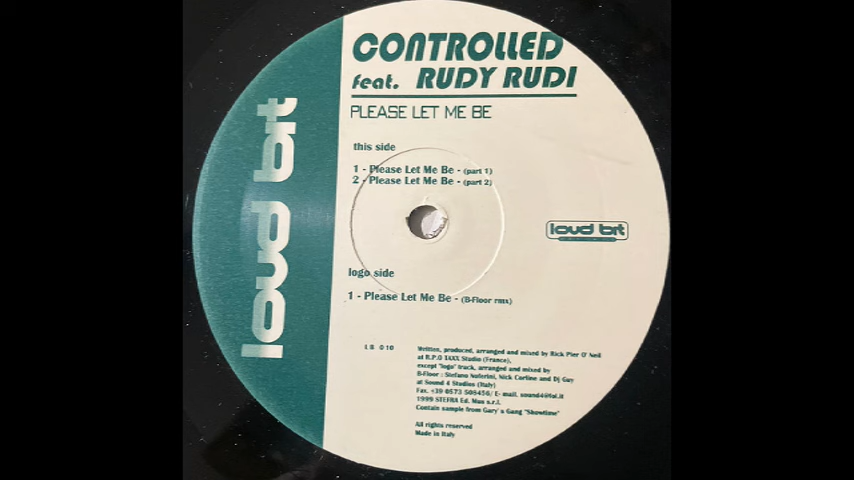 CONTROLLED
feat. RUDY RUDI
PLEASE LET ME BE
this side
1 - Please Let Me Be - (part 1)
2 - Please Let Me Be - (part 2)
loud bit
loud bit
logo side
1 - Please Let Me Be - (B-Floor rmx)
LB 010
Written, produced, arranged and mixed by Rick Pier O' Neil
at R.P.O TAXX Studio (France),
except "logo" track, arranged and mixed by
B-Floor : Stefano Noferini, Nick Cortine and Dj Guy
at Sound 4 Studios (Italy)
Fax. +39 0573 508450/ E- mail. sound4@tol.it
1999 STEFRA Ed. Mus s.r.l.
Contain sample from Gary's Gang "Showtime"
All rights reserved
Made in Italy